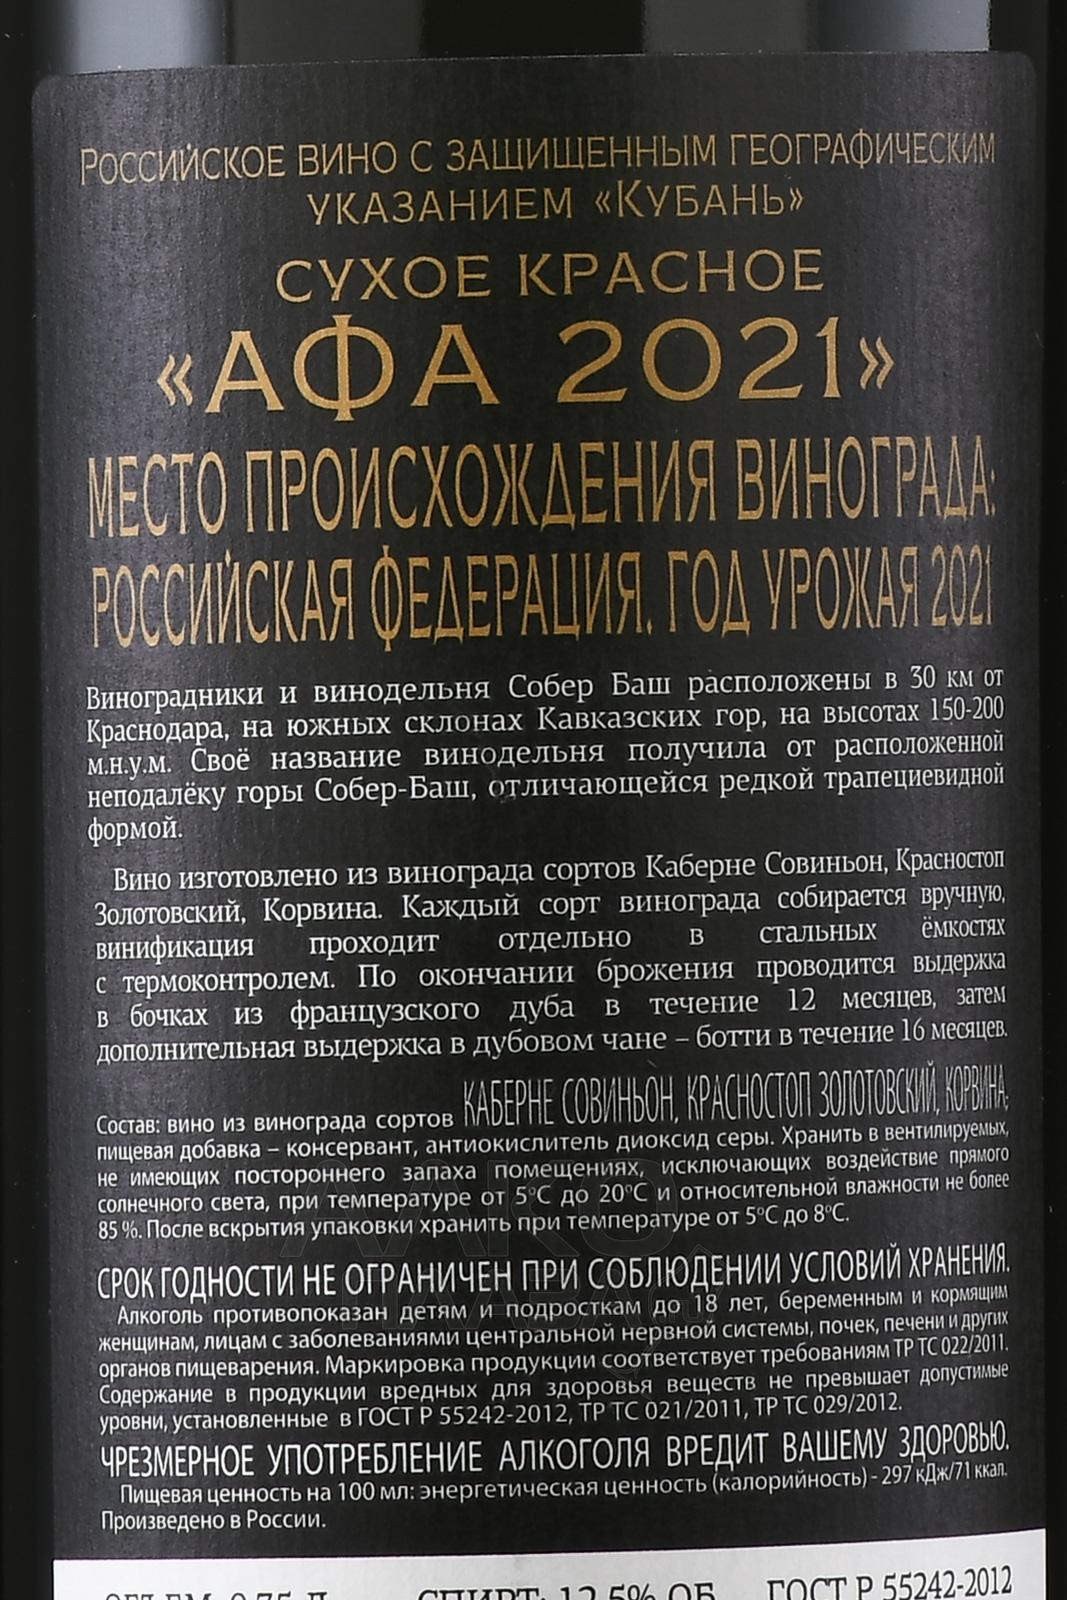 Российское вино с защищенным географическим
указанием «Кубань»
сухое красное
«АФА 2021»
Место происхождения винограда:
Российская Федерация. Год урожая 2021
Виноградники и винодельня Собер Баш расположены в 30 км от
Краснодара, на южных склонах Кавказских гор, на высотах 150-200
м.н.у.м. Своё название винодельня получила от расположенной
неподалёку горы Собер-Баш, отличающейся редкой трапециевидной
формой.
Вино изготовлено из винограда сортов Каберне Совиньон, Красностоп
Золотовский, Корвина. Каждый сорт винограда собирается вручную,
винификация проходит отдельно в стальных ёмкостях
с термоконтролем. По окончании брожения проводится выдержка
в бочках из французского дуба в течение 12 месяцев, затем
дополнительная выдержка в дубовом чане – ботти в течение 16 месяцев.
Состав: вино из винограда сортов КАБЕРНЕ СОВИНЬОН, КРАСНОСТОП ЗОЛОТОВСКИЙ, КОРВИНА;
пищевая добавка – консервант, антиокислитель диоксид серы. Хранить в вентилируемых,
не имеющих постороннего запаха помещениях, исключающих воздействие прямого
солнечного света, при температуре от 5°С до 20°С и относительной влажности не более
85 %. После вскрытия упаковки хранить при температуре от 5°С до 8°С.
СРОК ГОДНОСТИ НЕ ОГРАНИЧЕН ПРИ СОБЛЮДЕНИИ УСЛОВИЙ ХРАНЕНИЯ.
Алкоголь противопоказан детям и подросткам до 18 лет, беременным и кормящим
женщинам, лицам с заболеваниями центральной нервной системы, почек, печени и других
органов пищеварения. Маркировка продукции соответствует требованиям ТР ТС 022/2011.
Содержание в продукции вредных для здоровья веществ не превышает допустимые
уровни, установленные в ГОСТ Р 55242-2012, ТР ТС 021/2011, ТР ТС 029/2012.
ЧРЕЗМЕРНОЕ УПОТРЕБЛЕНИЕ АЛКОГОЛЯ ВРЕДИТ ВАШЕМУ ЗДОРОВЬЮ.
Пищевая ценность на 100 мл: энергетическая ценность (калорийность) - 297 кДж/71 ккал.
Произведено в России.
ОБЪЕМ: 0,75 Л СПИРТ: 12,5% ОБ. ГОСТ Р 55242-2012